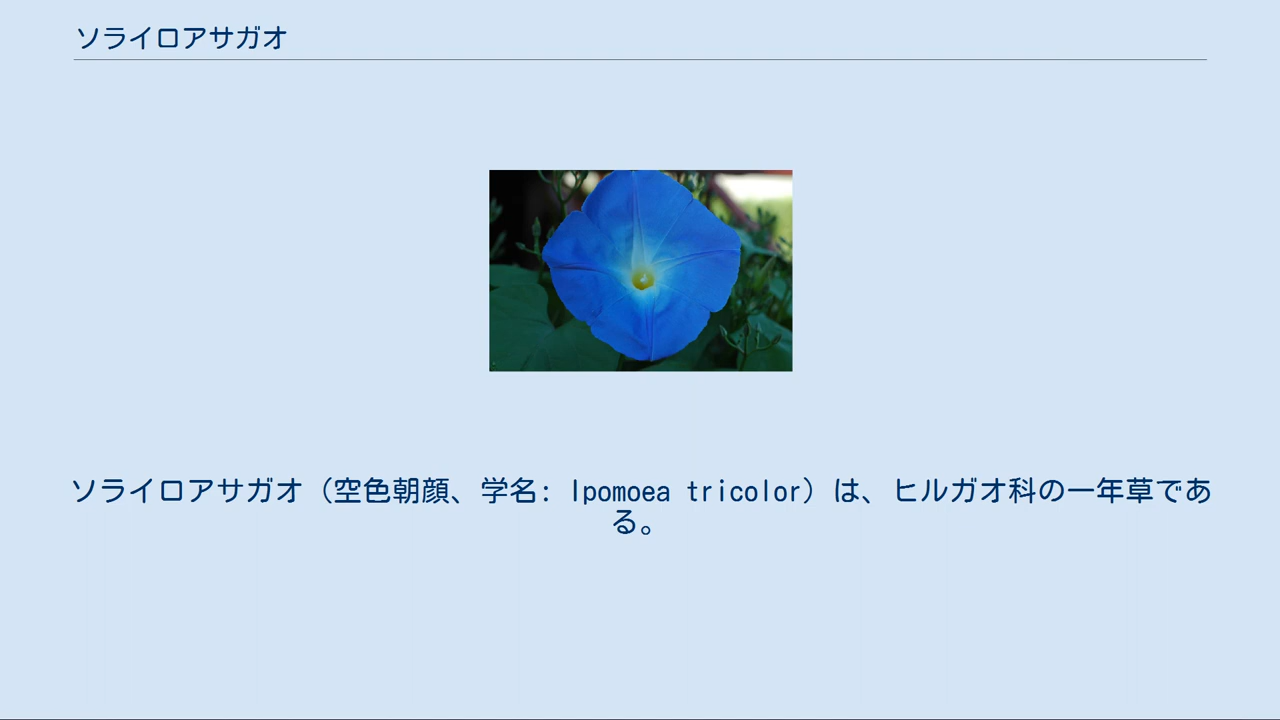 ソライロアサガオ
ソライロアサガオ（空色朝顔、学名: Ipomoea tricolor）は、ヒルガオ科の一年草であ
る。